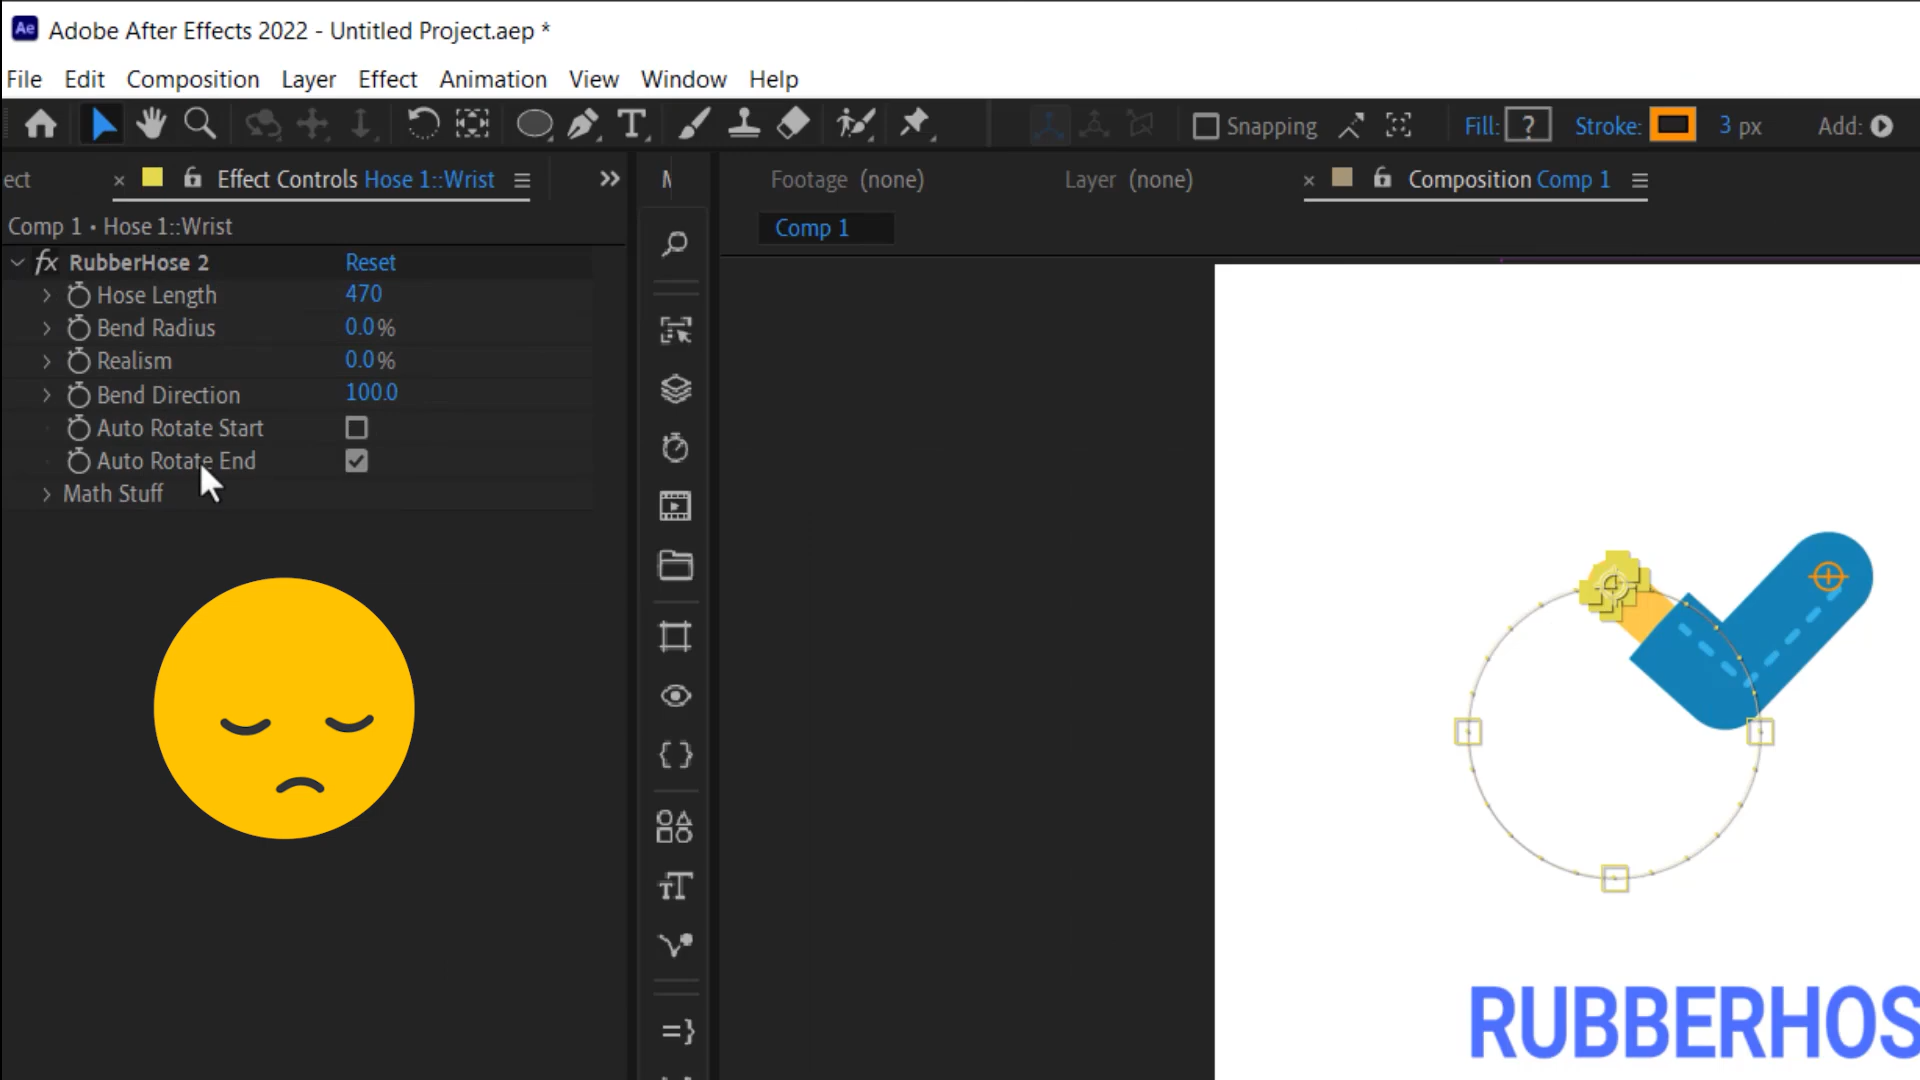 Ae Adobe After Effects 2022 - Untitled Project.aep *
File Edit Composition Layer Effect Animation View Window Help
Snapping Fill: ? Stroke: 3 px Add:
ect × Effect Controls Hose 1::Wrist Footage (none) Layer (none) × Composition Comp 1
Comp 1 • Hose 1::Wrist
Comp 1
fx RubberHose 2 Reset
Hose Length 470
Bend Radius 0.0%
Realism 0.0%
Bend Direction 100.0
Auto Rotate Start
Auto Rotate End
Math Stuff
RUBBERHOS